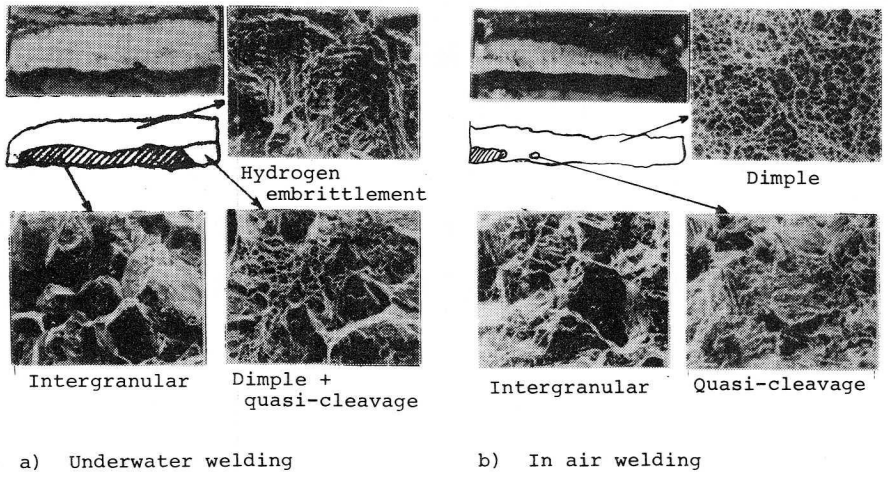 Hydrogen
embrittlement
Intergranular
Dimple +
quasi-cleavage
a) Underwater welding
Dimple
Intergranular
Quasi-cleavage
b) In air welding